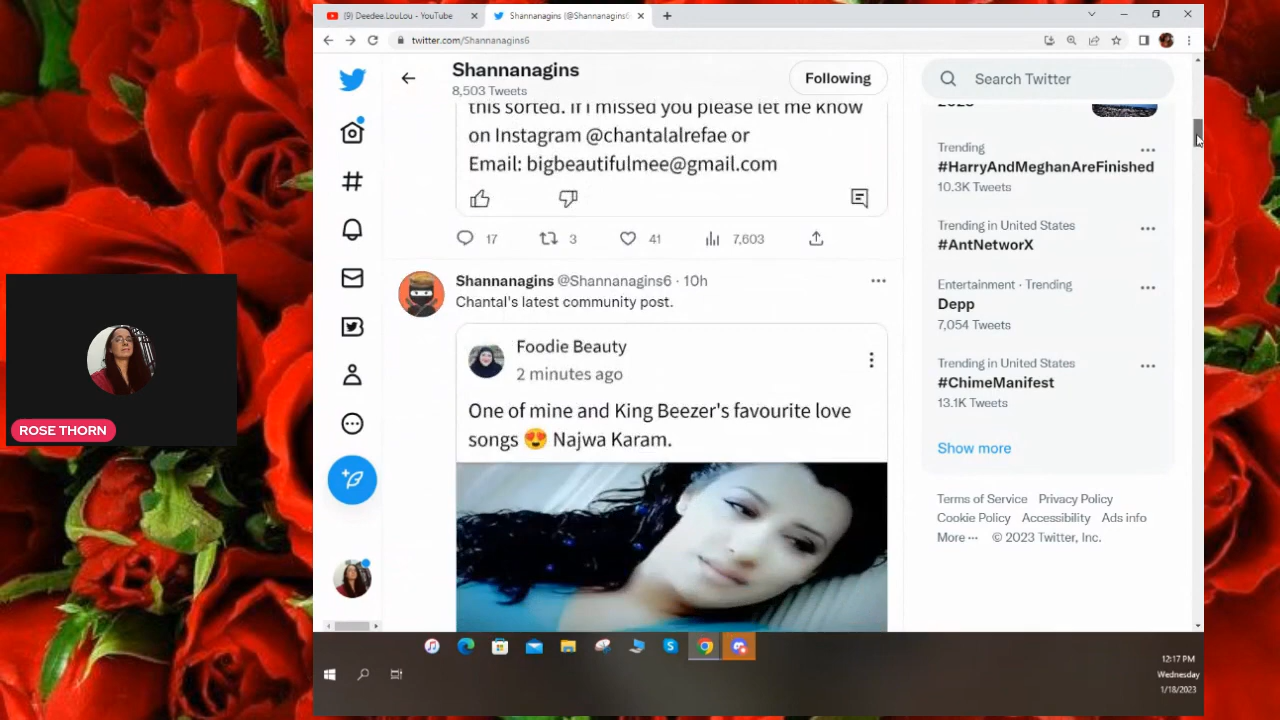 (9) Deedee.LouLou - YouTube
Shannanagins (@Shannanagins6
twitter.com/Shannanagins6
Shannanagins
8,503 Tweets
Following
Search Twitter
this sorted. If I missed you please let me know
on Instagram @chantalalrefae or
Email: bigbeautifulmee@gmail.com
17
3
41
7,603
Shannanagins @Shannanagins6 · 10h
Chantal's latest community post.
Foodie Beauty
2 minutes ago
One of mine and King Beezer's favourite love
songs 😍 Najwa Karam.
2023
Trending
#HarryAndMeghanAreFinished
10.3K Tweets
Trending in United States
#AntNetworX
Entertainment · Trending
Depp
7,054 Tweets
Trending in United States
#ChimeManifest
13.1K Tweets
Show more
Terms of Service Privacy Policy
Cookie Policy Accessibility Ads info
More ··· © 2023 Twitter, Inc.
ROSE THORN
12:17 PM
Wednesday
1/18/2023